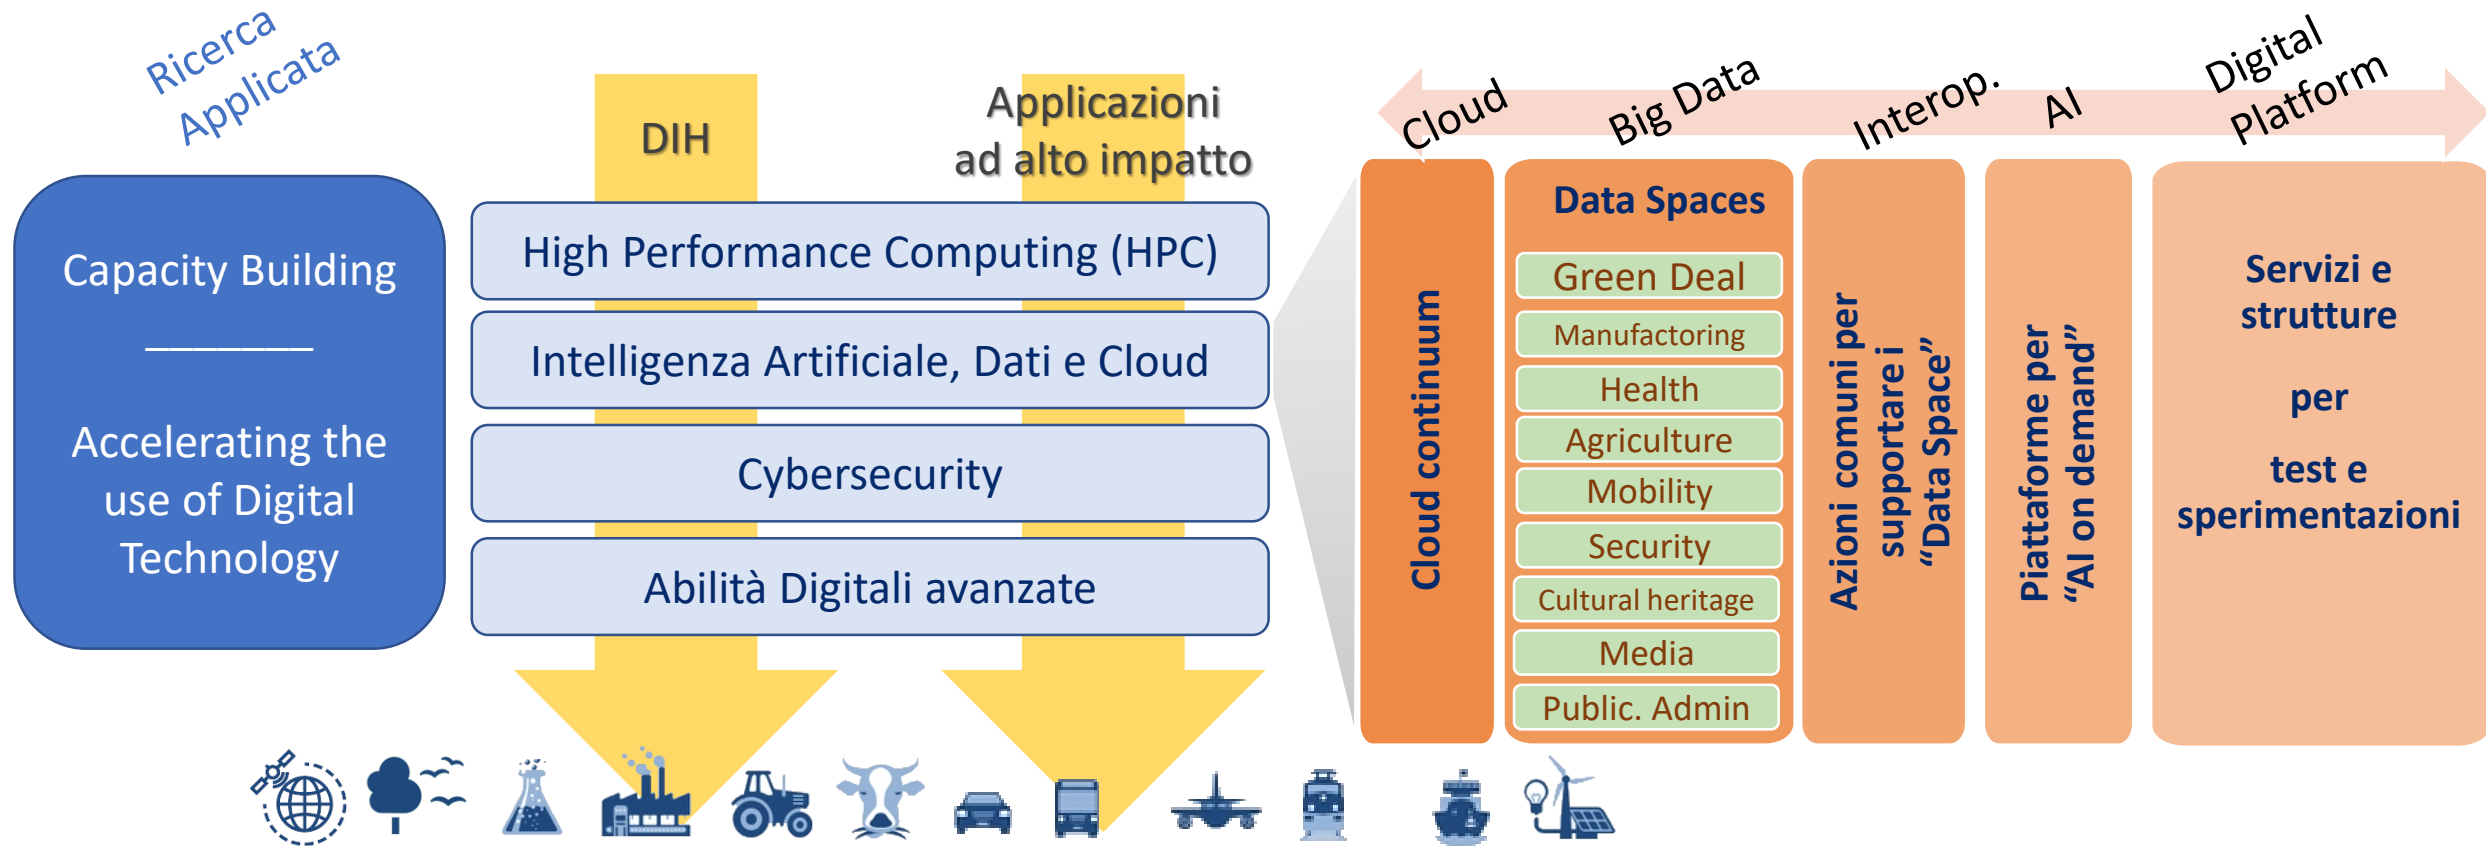 Ricerca
Applicata
Capacity Building
Accelerating the
use of Digital
Technology
DIH
Applicazioni
ad alto impatto
High Performance Computing (HPC)
Intelligenza Artificiale, Dati e Cloud
Cybersecurity
Abilità Digitali avanzate
Cloud
Big Data
Interop.
AI
Digital
Platform
Cloud continuum
Data Spaces
Green Deal
Manufactoring
Health
Agriculture
Mobility
Security
Cultural heritage
Media
Public. Admin
Azioni comuni per
supportare i
“Data Space”
Piattaforme per
“AI on demand”
Servizi e
strutture
per
test e
sperimentazioni